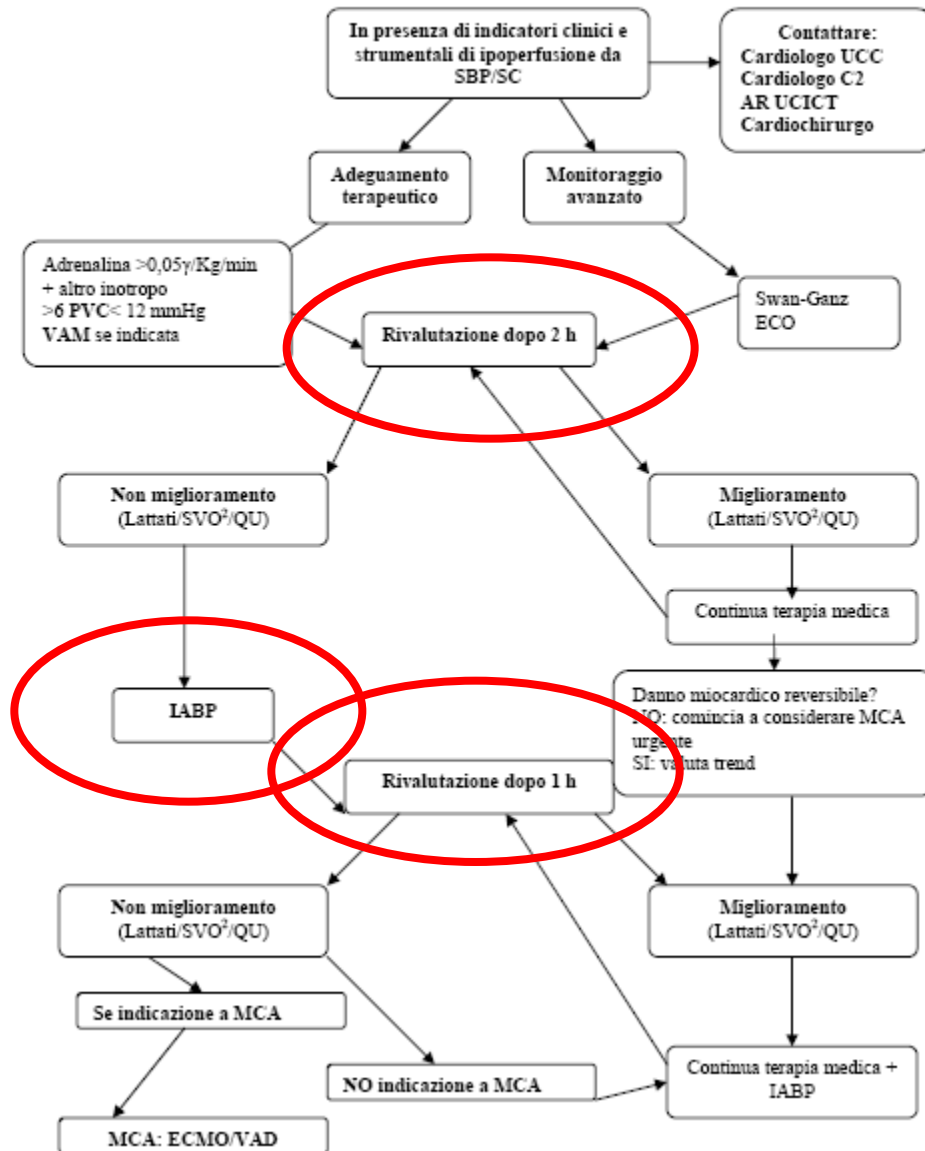 In presenza di indicatori clinici e
strumentali di ipoperfusione da
SBP/SC
Contattare:
Cardiologo UCC
Cardiologo C2
AR UCICT
Cardiochirurgo
Adeguamento
terapeutico
Monitoraggio
avanzato
Adrenalina >0,05γ/Kg/min
+ altro inotropo
>6 PVC< 12 mmHg
VAM se indicata
Swan-Ganz
ECO
Rivalutazione dopo 2 h
Non miglioramento
(Lattati/SVO²/QU)
Miglioramento
(Lattati/SVO²/QU)
Continua terapia medica
IABP
Danno miocardico reversibile?
NO: comincia a considerare MCA
urgente
SI: valuta trend
Rivalutazione dopo 1 h
Non miglioramento
(Lattati/SVO²/QU)
Miglioramento
(Lattati/SVO²/QU)
Se indicazione a MCA
NO indicazione a MCA
Continua terapia medica +
IABP
MCA: ECMO/VAD